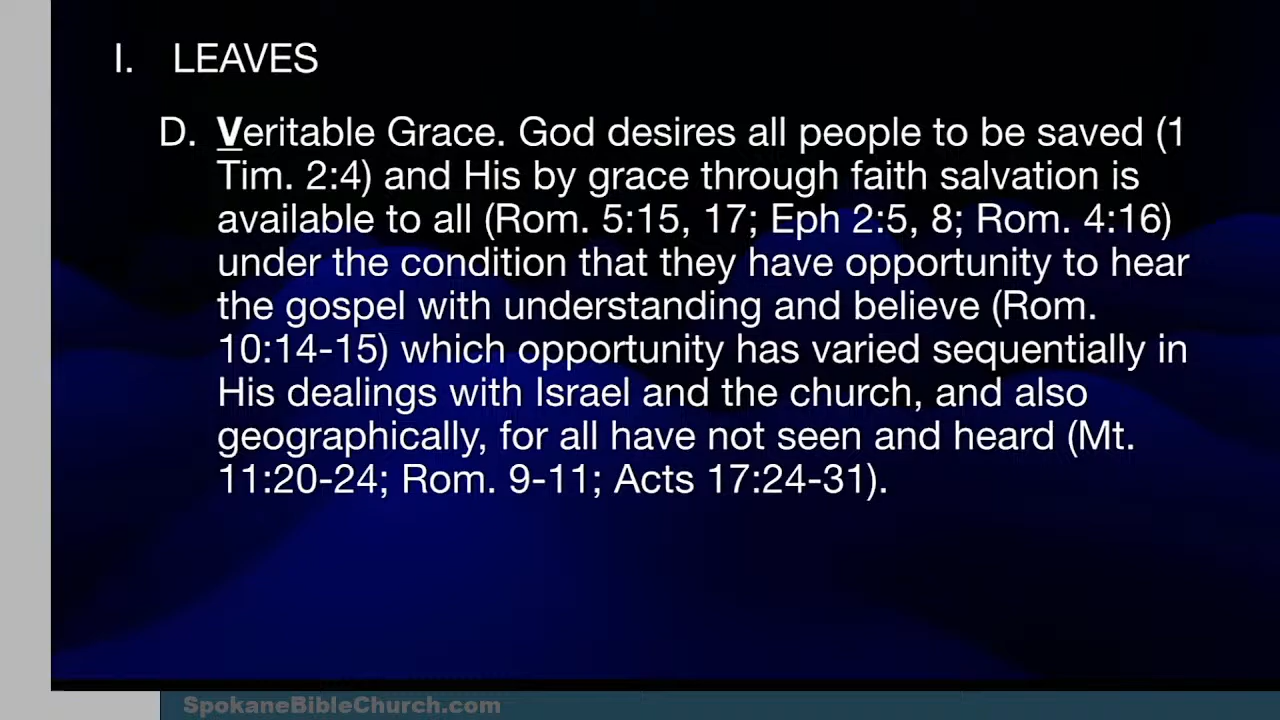 I. LEAVES
D. Veritable Grace. God desires all people to be saved (1
Tim. 2:4) and His by grace through faith salvation is
available to all (Rom. 5:15, 17; Eph 2:5, 8; Rom. 4:16)
under the condition that they have opportunity to hear
the gospel with understanding and believe (Rom.
10:14-15) which opportunity has varied sequentially in
His dealings with Israel and the church, and also
geographically, for all have not seen and heard (Mt.
11:20-24; Rom. 9-11; Acts 17:24-31).
SpokaneBibleChurch.com